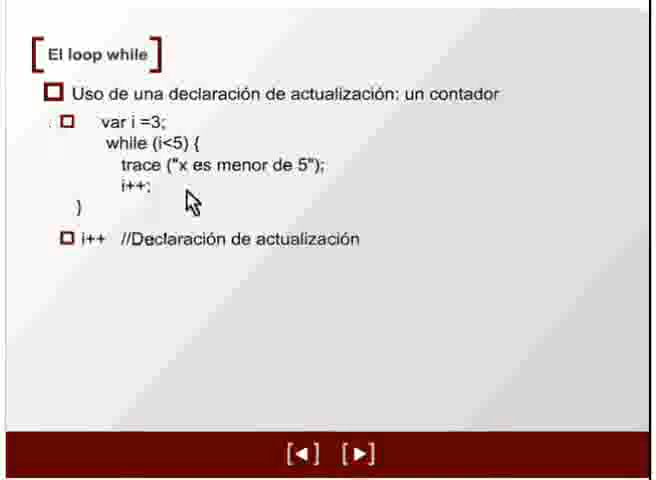 El loop while
Uso de una declaración de actualización: un contador
var i =3;
while (i<5) {
trace ("x es menor de 5");
i++;
}
i++ //Declaración de actualización